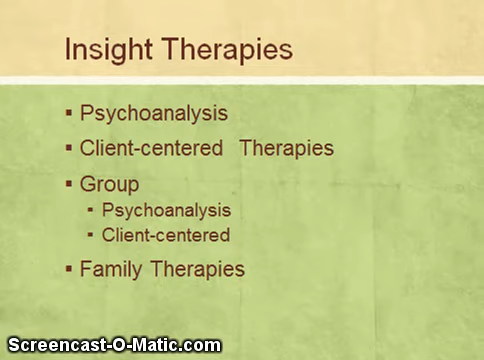 Insight Therapies
▪ Psychoanalysis
▪ Client-centered Therapies
▪ Group
▪ Psychoanalysis
▪ Client-centered
▪ Family Therapies
Screencast-O-Matic.com